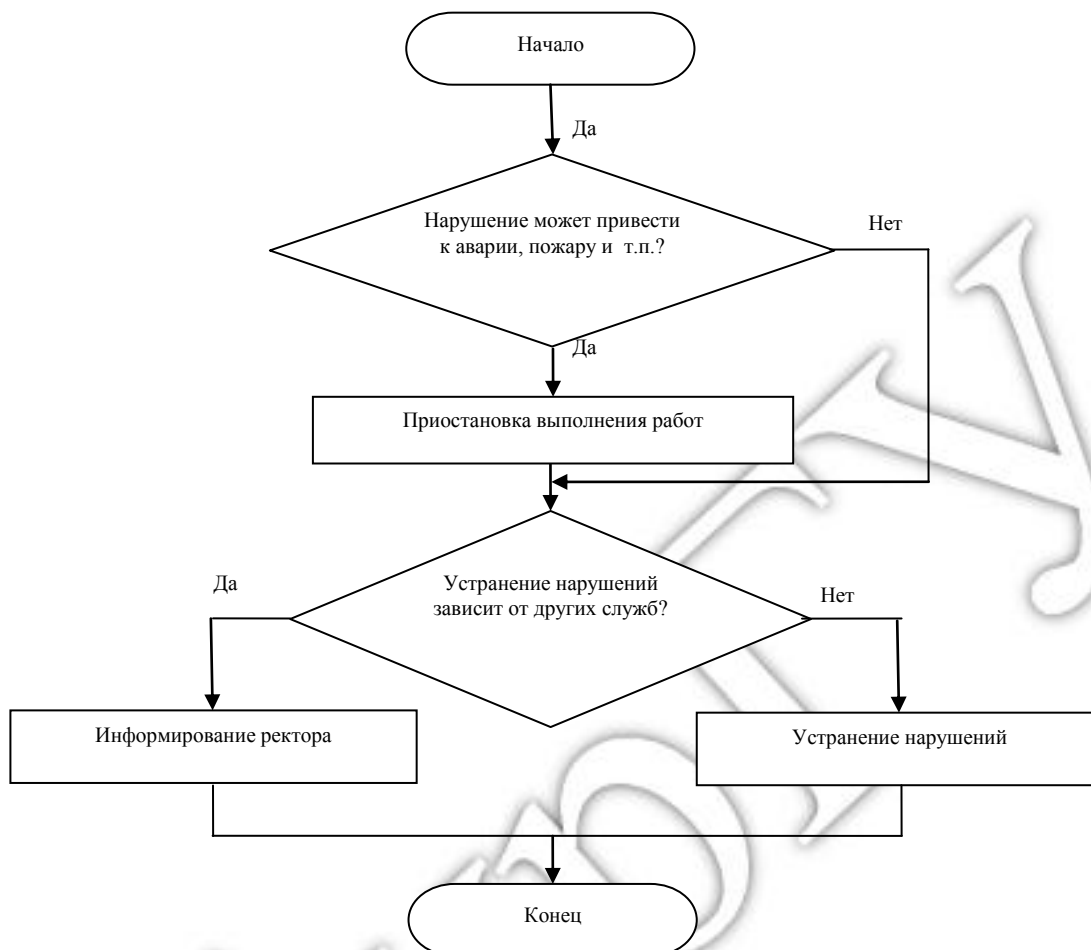 Начало
Да
Нарушение может привести
к аварии, пожару и т.п.?
Нет
Да
Приостановка выполнения работ
Устранение нарушений
зависит от других служб?
Да
Нет
Информирование ректора
Устранение нарушений
Конец